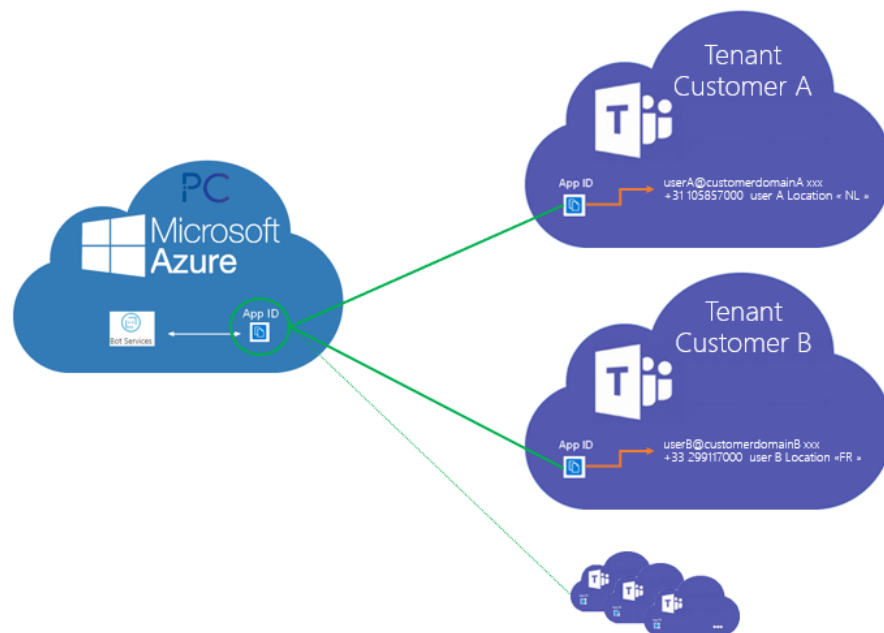 iPC
Microsoft
Azure
App ID
Bot Services
Tenant
Customer A
T
App ID
userA@customerdomainA xxx
+31 105857000 user A Location « NL »
Tenant
Customer B
T
App ID
userB@customerdomainB xxx
+33 299117000 user B Location «FR »
T
T
T
...